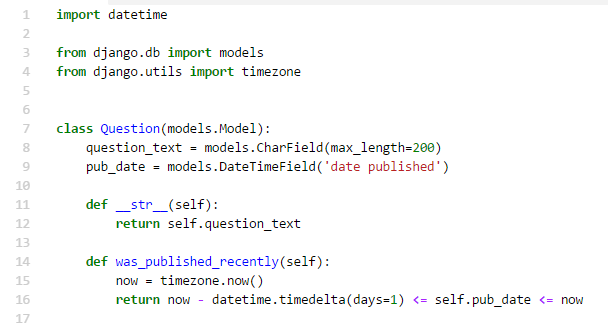 1 import datetime
2
3 from django.db import models
4 from django.utils import timezone
5
6
7 class Question(models.Model):
8     question_text = models.CharField(max_length=200)
9     pub_date = models.DateTimeField('date published')
10
11     def __str__(self):
12         return self.question_text
13
14     def was_published_recently(self):
15         now = timezone.now()
16         return now - datetime.timedelta(days=1) <= self.pub_date <= now
17